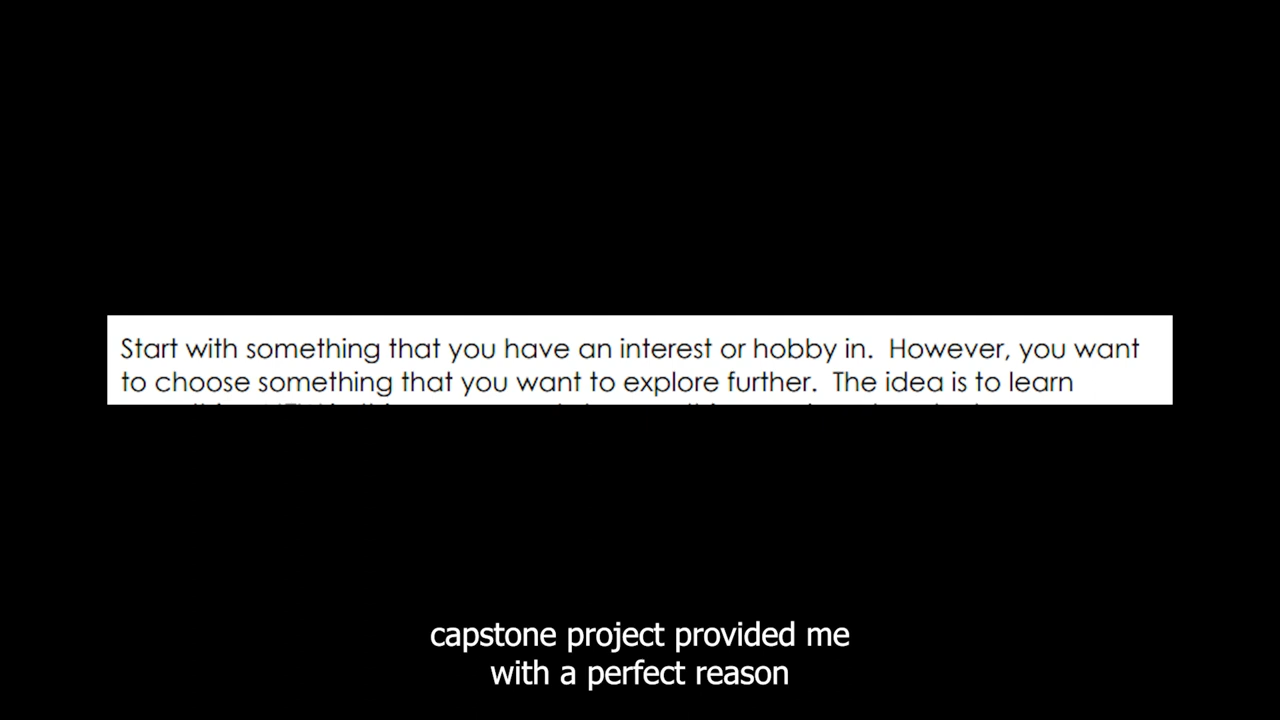 Start with something that you have an interest or hobby in.  However, you want
to choose something that you want to explore further.  The idea is to learn
capstone project provided me
with a perfect reason